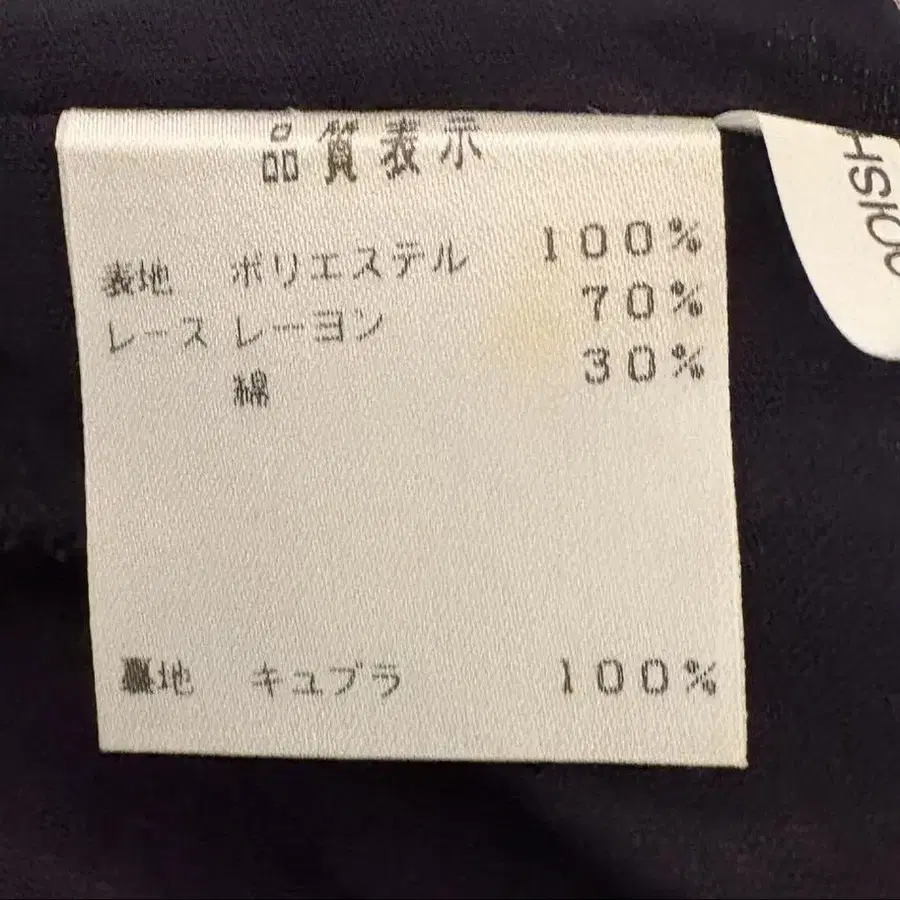 品質表示
表地 ポリエステル 100%
レース レーヨン 70%
綿 30%
裏地 キュプラ 100%